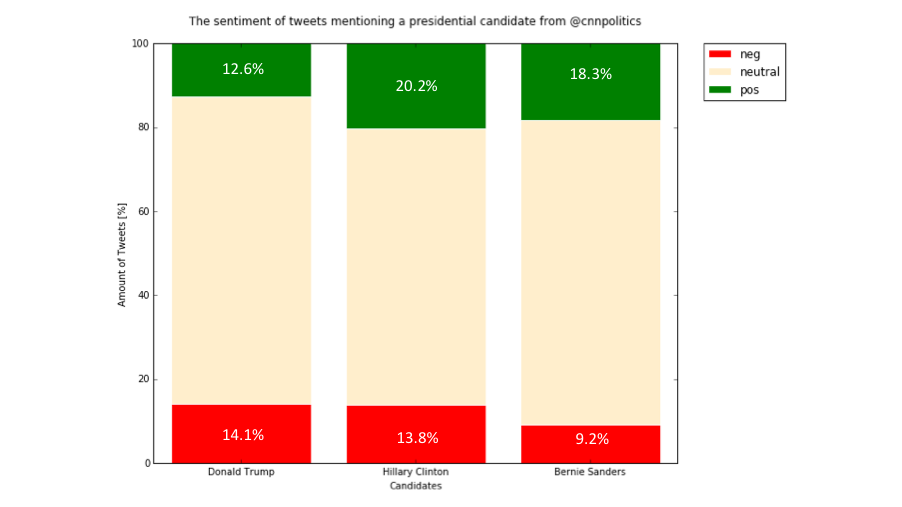 The sentiment of tweets mentioning a presidential candidate from @cnnpolitics
100
80
60
40
20
0
Amount of Tweets [%]
12.6%
20.2%
18.3%
14.1%
13.8%
9.2%
Donald Trump
Hillary Clinton
Bernie Sanders
Candidates
neg
neutral
pos